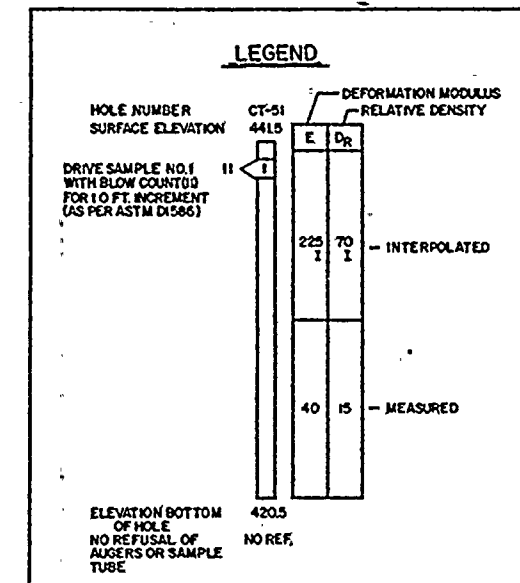 LEGEND
DEFORMATION MODULUS
RELATIVE DENSITY
HOLE NUMBER CT-51
SURFACE ELEVATION 441.5
E DR
DRIVE SAMPLE NO.1 11 1
WITH BLOW COUNT(11)
FOR 1.0 FT. INCREMENT
(AS PER ASTM D1586)
225 70 - INTERPOLATED
I I
40 15 - MEASURED
ELEVATION BOTTOM 420.5
OF HOLE
NO REFUSAL OF NO REF.
AUGERS OR SAMPLE
TUBE